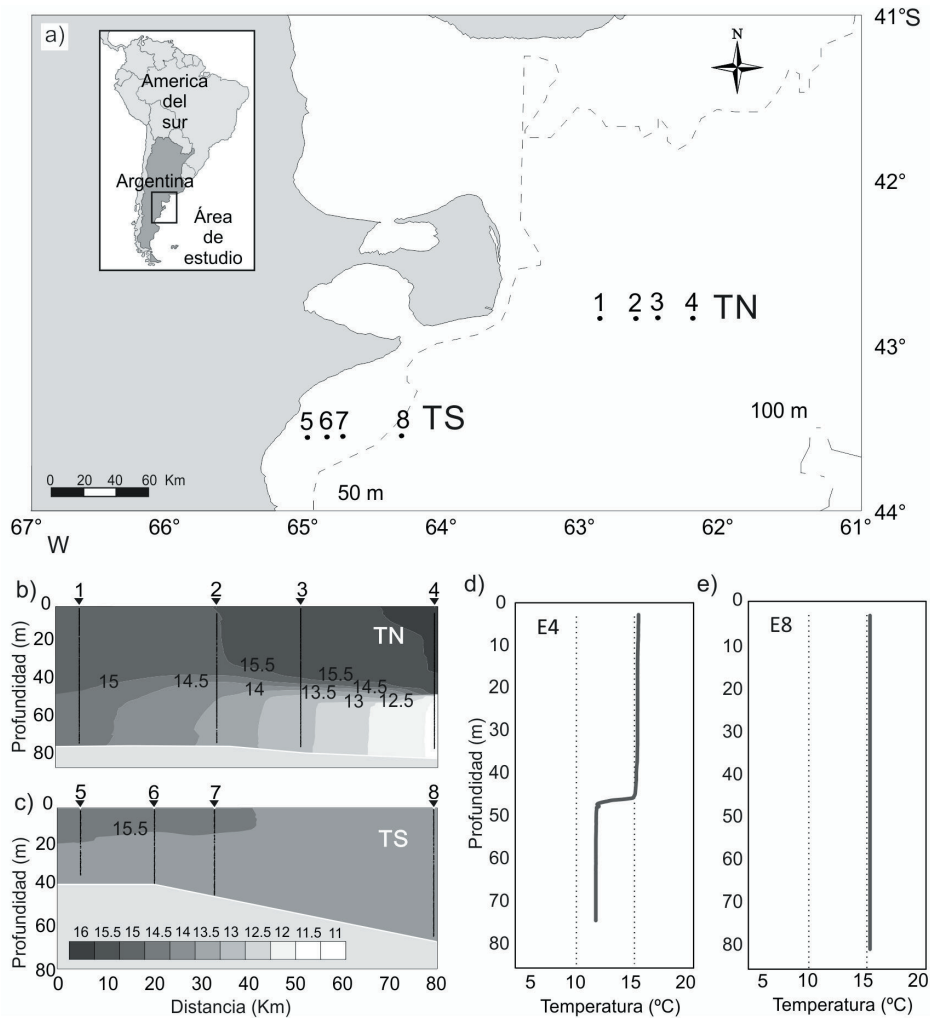 a)
41°S
N
America
del
sur
Argentina
Área
de
estudio
42°
1 2 3 4 TN
43°
5 6 7 8 TS
100 m
50 m
0 20 40 60 Km
44°
67° 66° 65° 64° 63° 62° 61°
W
b)
1 2 3 4
0
20
40
60
80
Profundidad (m)
TN
15 14.5 15.5 14 15.5 13.5 14.5 13 12.5
c)
5 6 7 8
0
20
40
60
80
Profundidad (m)
15.5
TS
16 15.5 15 14.5 14 13.5 13 12.5 12 11.5 11
0 10 20 30 40 50 60 70 80
Distancia (Km)
d)
E4
0
10
20
30
40
50
60
70
80
Profundidad (m)
5 10 15 20
Temperatura (ºC)
e)
E8
0
10
20
30
40
50
60
70
80
5 10 15 20
Temperatura (ºC)